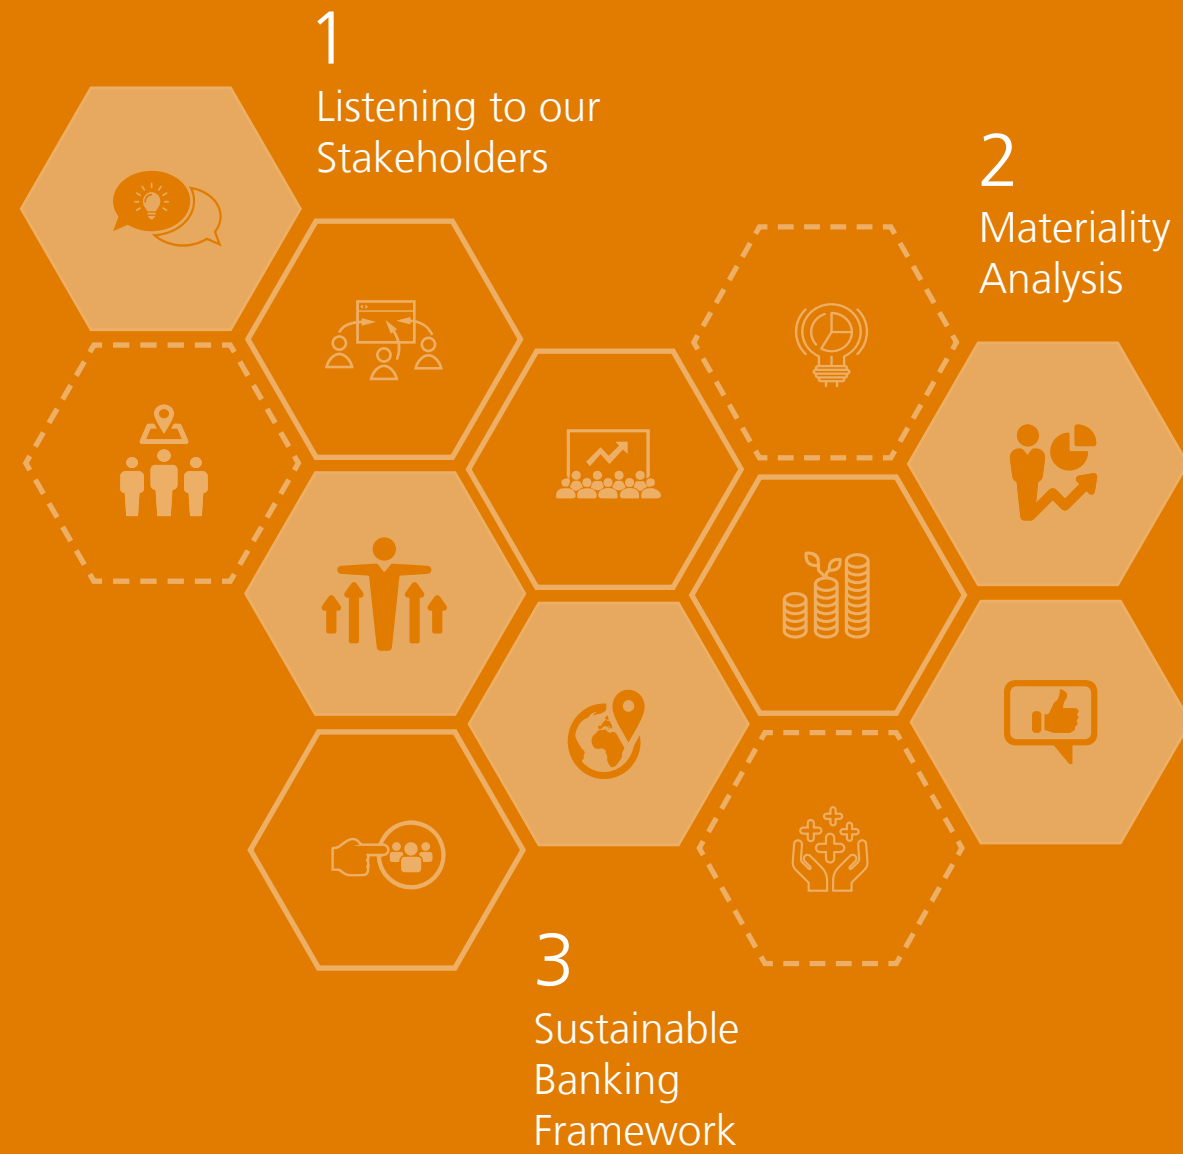 1
Listening to our
Stakeholders
2
Materiality
Analysis
3
Sustainable
Banking
Framework